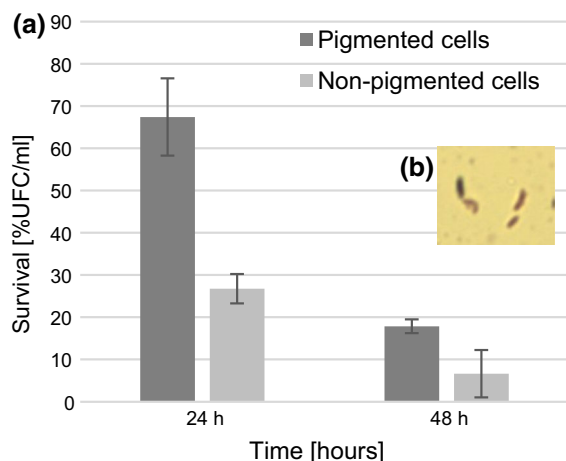 (a)
Pigmented cells
Non-pigmented cells
(b)
Survival [%UFC/ml]
90
80
70
60
50
40
30
20
10
0
24 h 48 h
Time [hours]